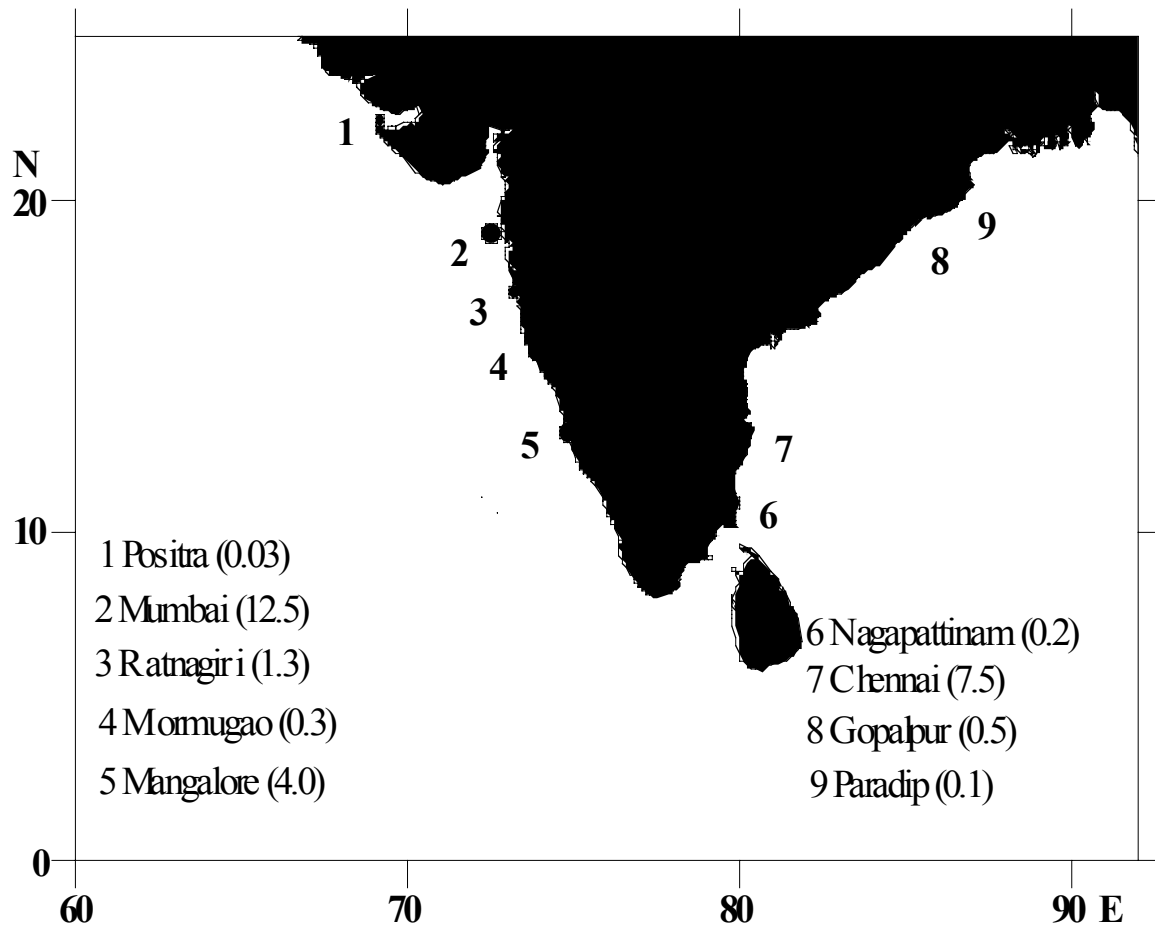 1
N
20
2
9
8
3
4
5
7
6
10
1 Positra (0.03)
2 Mumbai (12.5)
3 Ratnagiri (1.3)
4 Mormugao (0.3)
5 Mangalore (4.0)
6 Nagapattinam (0.2)
7 Chennai (7.5)
8 Gopalpur (0.5)
9 Paradip (0.1)
0
60 70 80 90 E